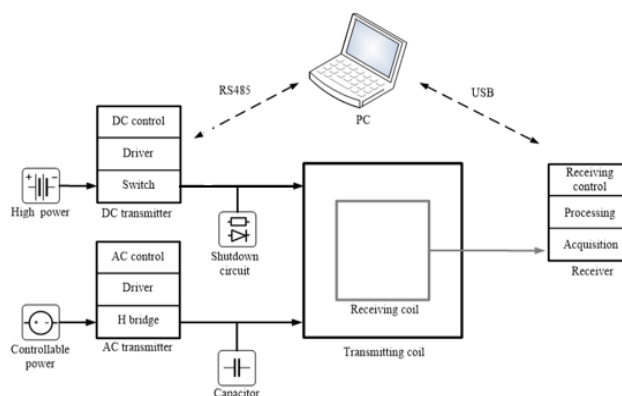 RS485
USB
PC
DC control
Driver
Switch
DC transmitter
High power
Shutdown
circuit
AC control
Driver
H bridge
AC transmitter
Controllable
power
Capacitor
Receiving coil
Transmitting coil
Receiving
control
Processing
Acquisition
Receiver